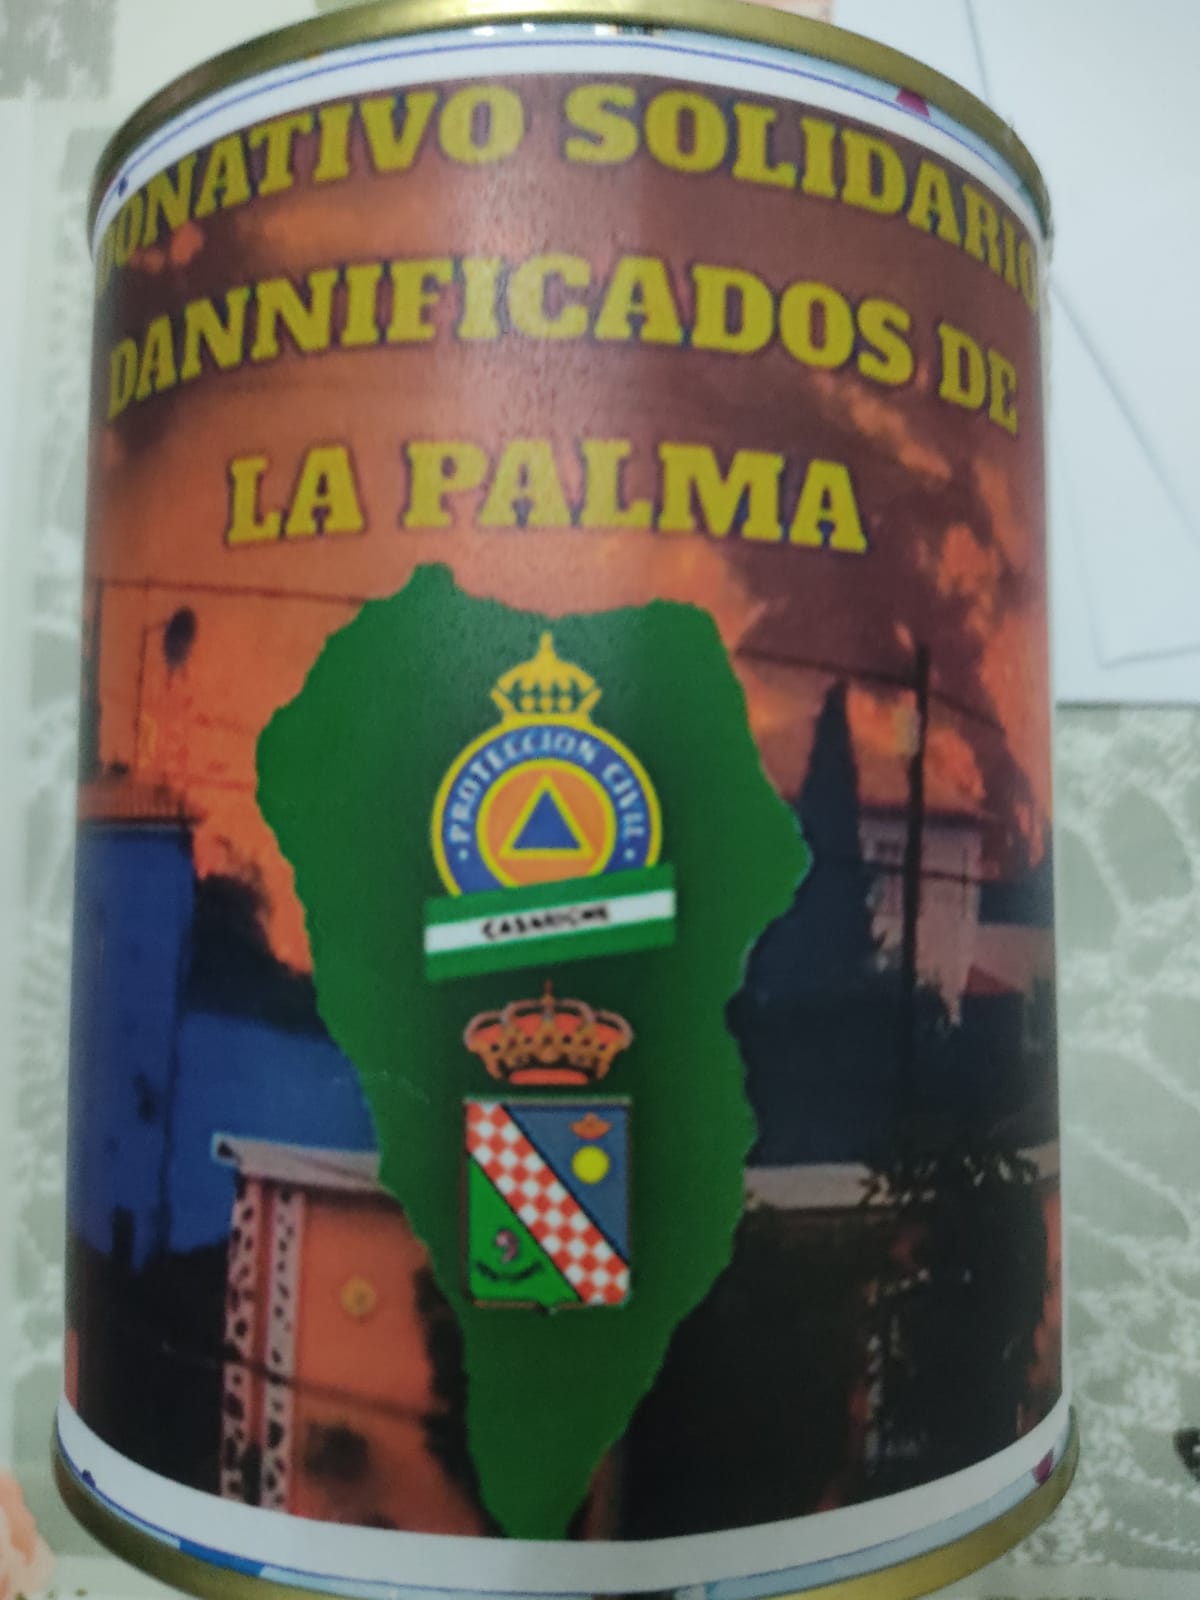 DONATIVO SOLIDARIO
DANNIFICADOS DE
LA PALMA
PROTECCION CIVIL
CASARICHE